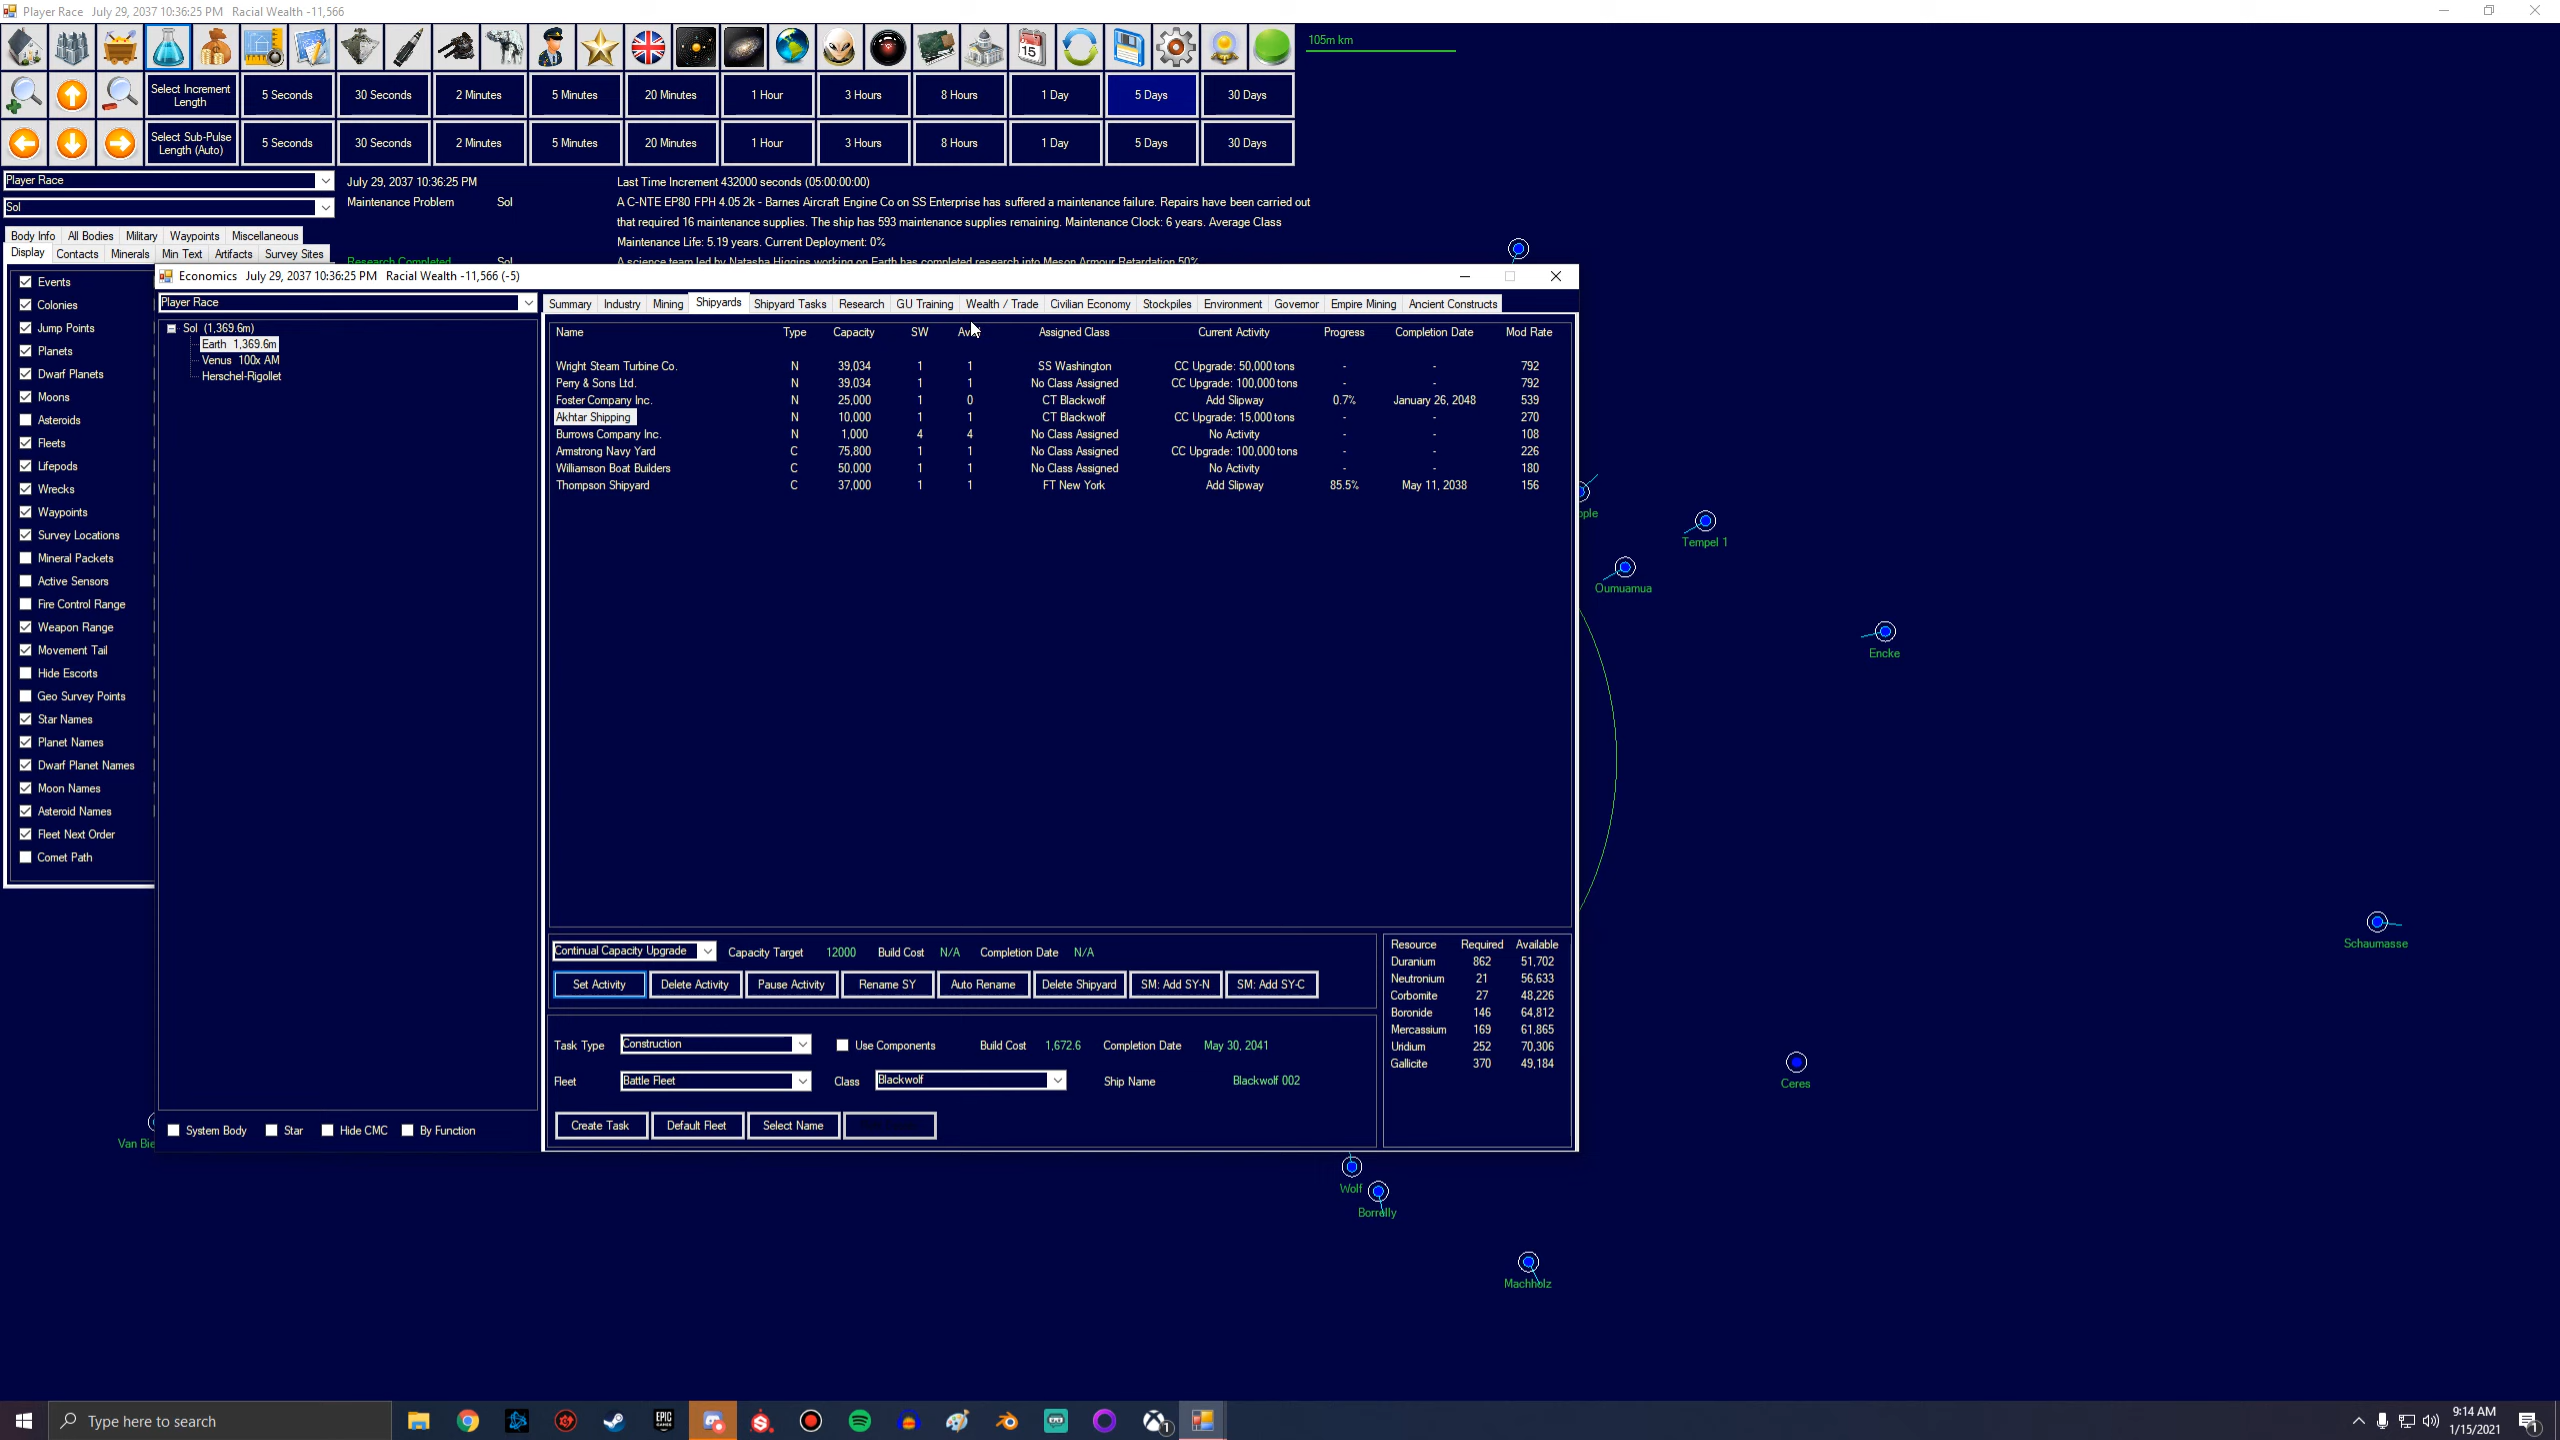 Player Race July 29, 2037 10:36:25 PM Racial Wealth -11,566
105m km
Select Increment Length 5 Seconds 30 Seconds 2 Minutes 5 Minutes 20 Minutes 1 Hour 3 Hours 8 Hours 1 Day 5 Days 30 Days
Select Sub-Pulse Length (Auto) 5 Seconds 30 Seconds 2 Minutes 5 Minutes 20 Minutes 1 Hour 3 Hours 8 Hours 1 Day 5 Days 30 Days
Player Race July 29, 2037 10:36:25 PM Last Time Increment 432000 seconds (05:00:00:00)
Sol Maintenance Problem Sol A C-NTE EP80 FPH 4.05 2k - Barnes Aircraft Engine Co on SS Enterprise has suffered a maintenance failure. Repairs have been carried out
that required 16 maintenance supplies. The ship has 593 maintenance supplies remaining. Maintenance Clock: 6 years. Average Class
Maintenance Life: 5.19 years. Current Deployment: 0%
Body Info All Bodies Military Waypoints Miscellaneous
Display Contacts Minerals Min Text Artifacts Survey Sites
Research Completed Sol A science team led by Natasha Higgins working on Earth has completed research into Meson Armour Retardation 50%
Economics July 29, 2037 10:36:25 PM Racial Wealth -11,566 (-5)
Player Race
Summary Industry Mining Shipyards Shipyard Tasks Research GU Training Wealth / Trade Civilian Economy Stockpiles Environment Governor Empire Mining Ancient Constructs
Sol (1,369.6m)
Earth 1,369.6m
Venus 100x AM
Herschel-Rigollet
Name Type Capacity SW Assigned Class Current Activity Progress Completion Date Mod Rate
Wright Steam Turbine Co. N 39,034 1 1 SS Washington CC Upgrade: 50,000 tons - - 792
Perry & Sons Ltd. N 39,034 1 1 No Class Assigned CC Upgrade: 100,000 tons - - 792
Foster Company Inc. N 25,000 1 0 CT Blackwolf Add Slipway 0.7% January 26, 2048 539
Akhtar Shipping N 10,000 1 1 CT Blackwolf CC Upgrade: 15,000 tons - - 270
Burrows Company Inc. N 1,000 4 4 No Class Assigned No Activity - - 108
Armstrong Navy Yard C 75,800 1 1 No Class Assigned CC Upgrade: 100,000 tons - - 226
Williamson Boat Builders C 50,000 1 1 No Class Assigned No Activity - - 180
Thompson Shipyard C 37,000 1 1 FT New York Add Slipway 85.5% May 11, 2038 156
Events
Colonies
Jump Points
Planets
Dwarf Planets
Moons
Asteroids
Fleets
Lifepods
Wrecks
Waypoints
Survey Locations
Mineral Packets
Active Sensors
Fire Control Range
Weapon Range
Movement Tail
Hide Escorts
Geo Survey Points
Star Names
Planet Names
Dwarf Planet Names
Moon Names
Asteroid Names
Fleet Next Order
Comet Path
Tempel 1
Oumuamua
Encke
Schaumasse
Ceres
Wolf
Borrelly
Machholz
Continual Capacity Upgrade Capacity Target 12000 Build Cost N/A Completion Date N/A
Set Activity Delete Activity Pause Activity Rename SY Auto Rename Delete Shipyard SM: Add SY-N SM: Add SY-C
Task Type Construction Use Components Build Cost 1,672.6 Completion Date May 30, 2041
Fleet Battle Fleet Class Blackwolf Ship Name Blackwolf 002
Create Task Default Fleet Select Name
Resource Required Available
Duranium 862 51,702
Neutronium 21 56,633
Corbomite 27 48,226
Boronide 146 64,812
Mercassium 169 61,865
Uridium 252 70,306
Gallicite 370 49,184
System Body Star Hide CMC By Function
Type here to search
9:14 AM
1/15/2021